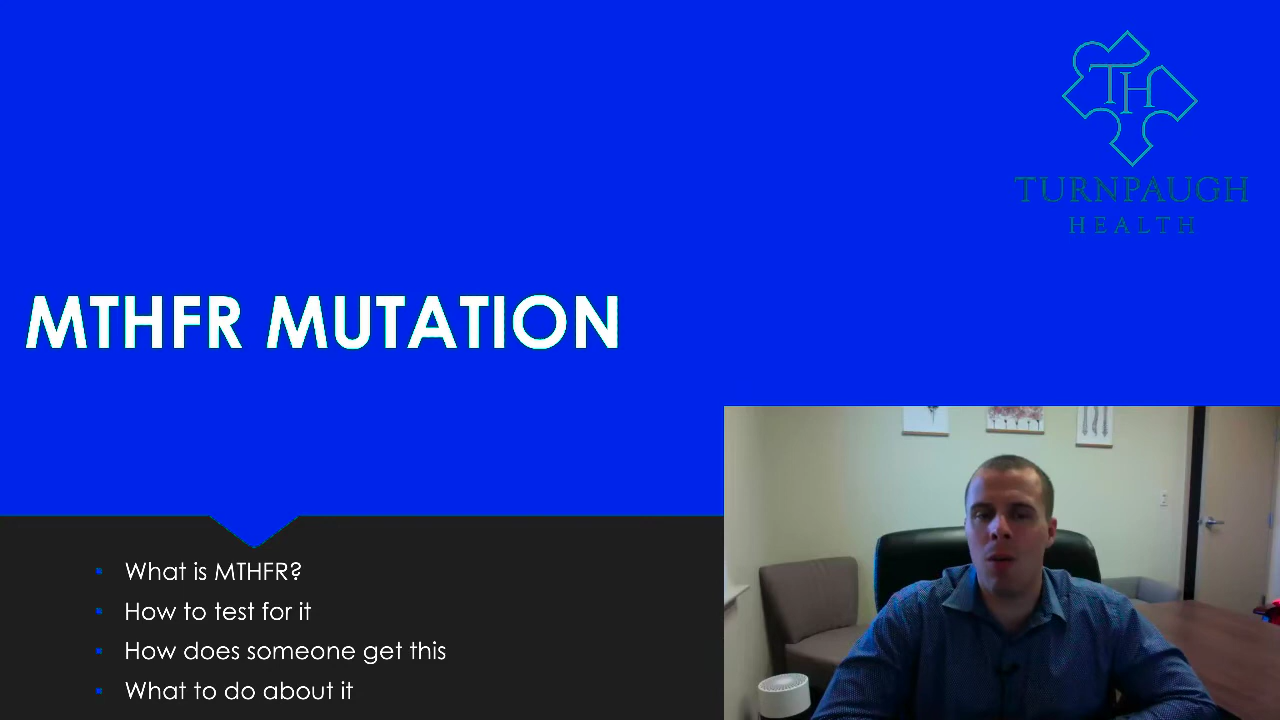 TH
TURNPAUGH
HEALTH
MTHFR MUTATION
What is MTHFR?
How to test for it
How does someone get this
What to do about it